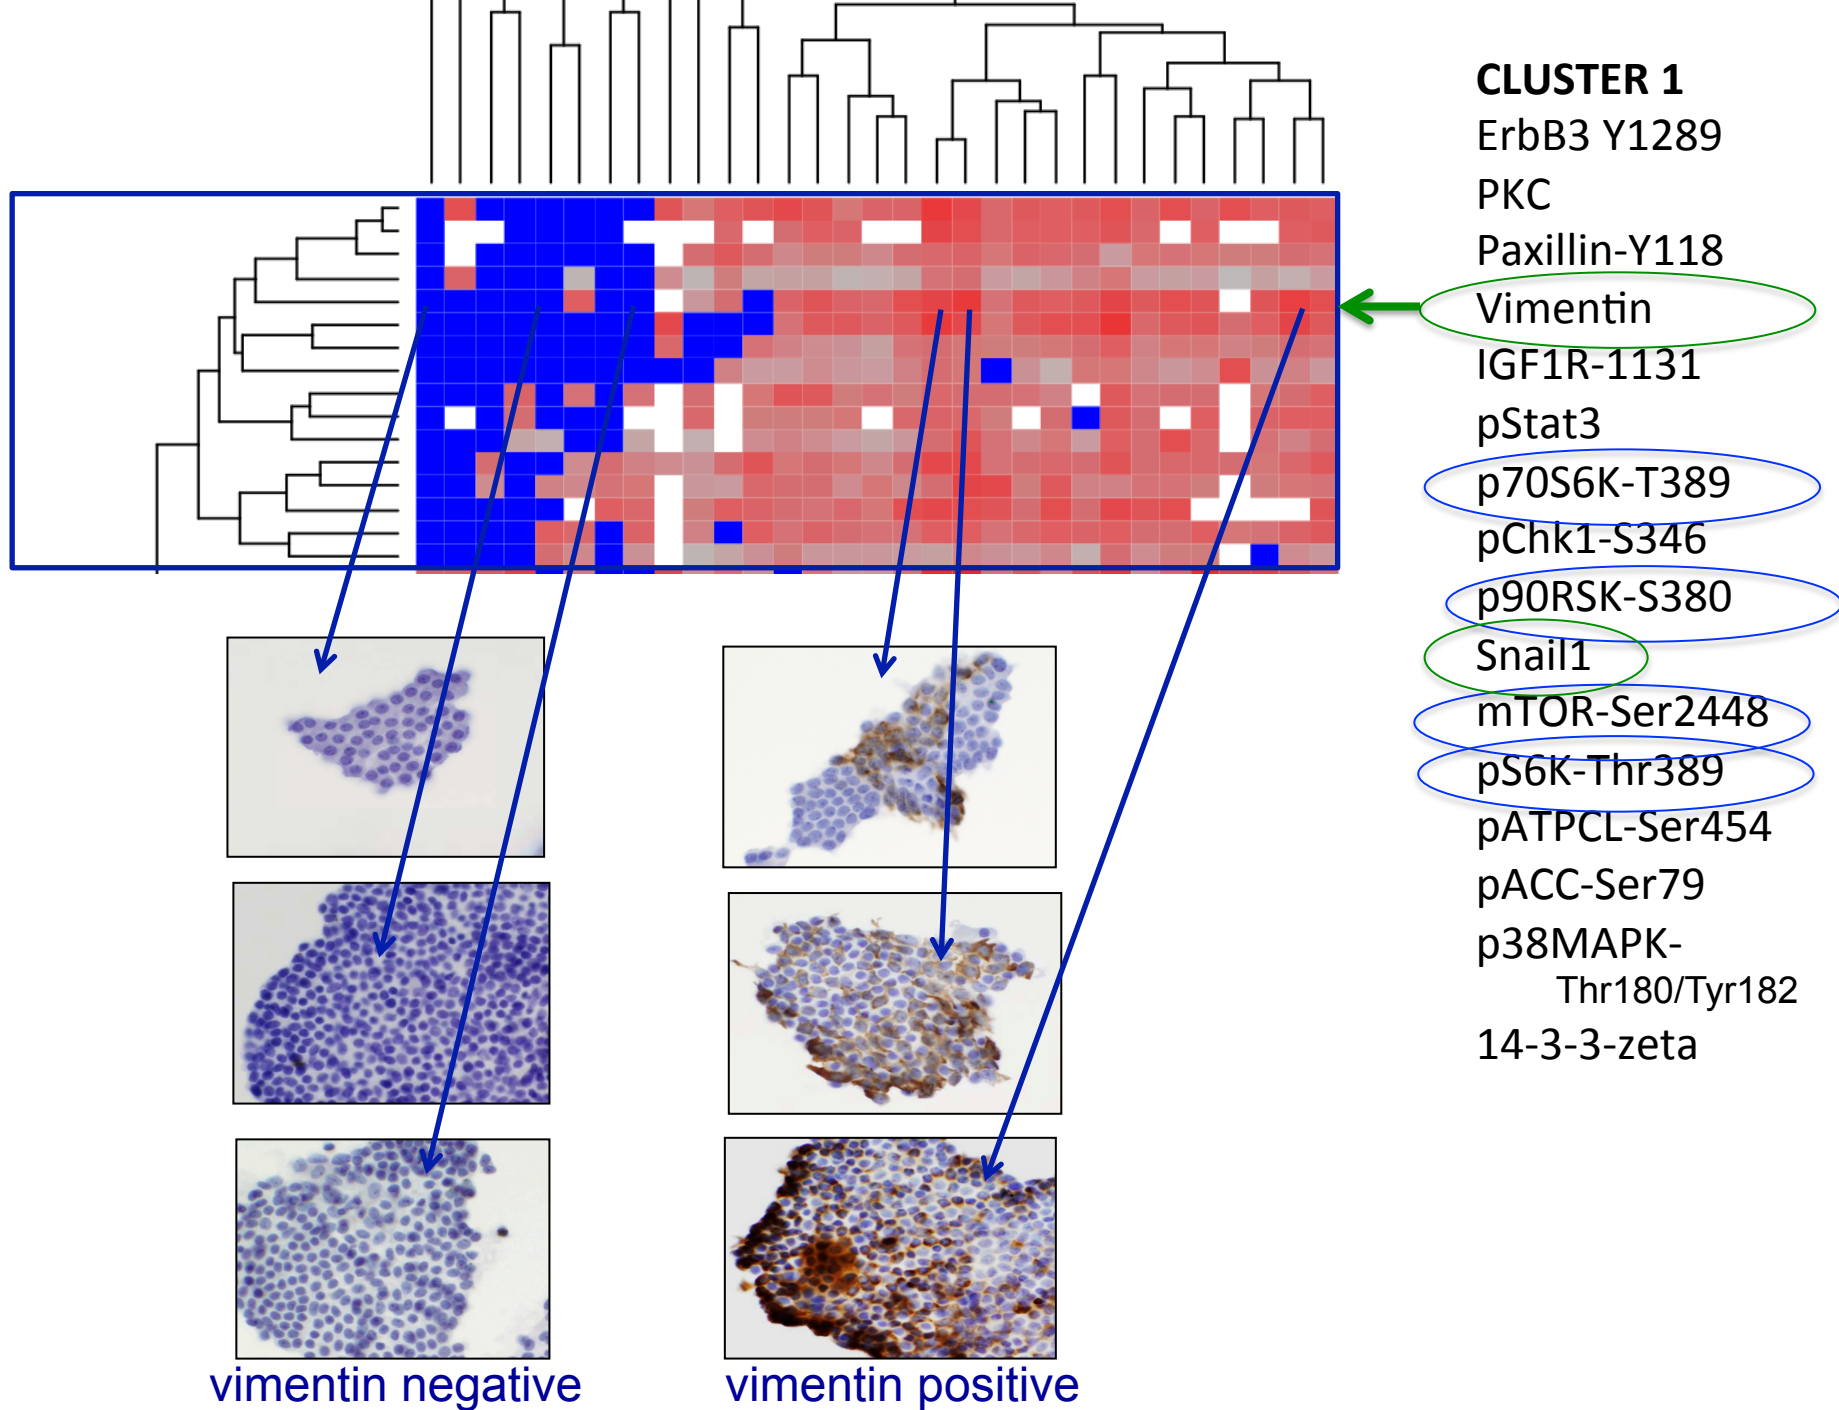 CLUSTER 1
ErbB3 Y1289
PKC
Paxillin-Y118
Vimentin
IGF1R-1131
pStat3
p70S6K-T389
pChk1-S346
p90RSK-S380
Snail1
mTOR-Ser2448
pS6K-Thr389
pATPCL-Ser454
pACC-Ser79
p38MAPK-
Thr180/Tyr182
14-3-3-zeta
vimentin negative
vimentin positive